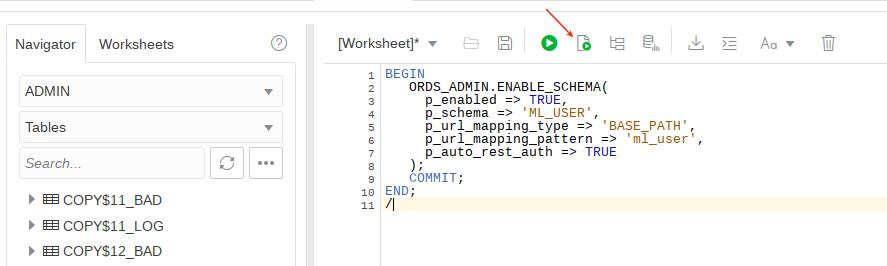 Navigator
Worksheets
ADMIN
Tables
Search...
COPY$11_BAD
COPY$11_LOG
COPY$12_BAD
[Worksheet]*
Aa
1 BEGIN
2 ORDS_ADMIN.ENABLE_SCHEMA(
3 p_enabled => TRUE,
4 p_schema => 'ML_USER',
5 p_url_mapping_type => 'BASE_PATH',
6 p_url_mapping_pattern => 'ml_user',
7 p_auto_rest_auth => TRUE
8 );
9 COMMIT;
10 END;
11 /